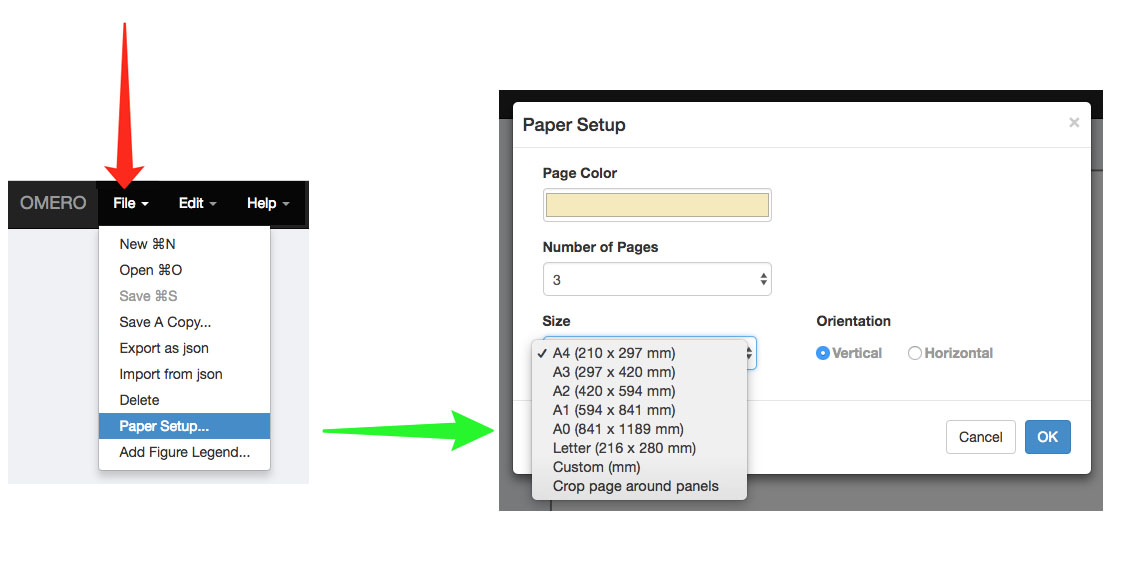 OMERO File Edit Help
New ⌘N
Open ⌘O
Save ⌘S
Save A Copy...
Export as json
Import from json
Delete
Paper Setup...
Add Figure Legend...
Paper Setup ×
Page Color
Number of Pages
3
Size Orientation
✓ A4 (210 x 297 mm) Vertical Horizontal
A3 (297 x 420 mm)
A2 (420 x 594 mm)
A1 (594 x 841 mm)
A0 (841 x 1189 mm)
Letter (216 x 280 mm)
Custom (mm)
Crop page around panels
Cancel OK